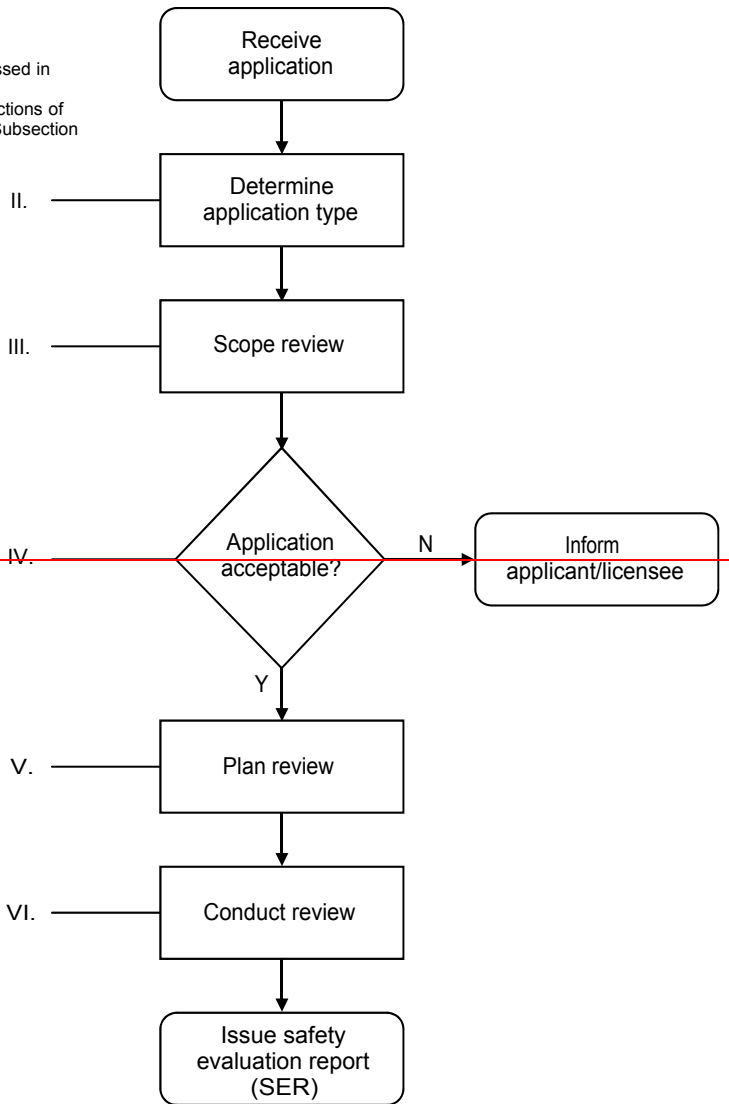 Receive
application
ssed in
ctions of
Subsection
II.
Determine
application type
III.
Scope review
IV.
Application
acceptable?
N
Inform
applicant/licensee
Y
V.
Plan review
VI.
Conduct review
Issue safety
evaluation report
(SER)